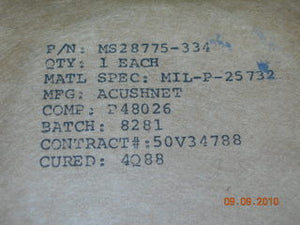 P/N: MS28775-334
QTY: 1 EACH
MATL SPEC: MIL-P-25732
MFG: ACUSHNET
COMP: P48026
BATCH: 8281
CONTRACT#:50V34788
CURED: 4Q88
09.06.2010